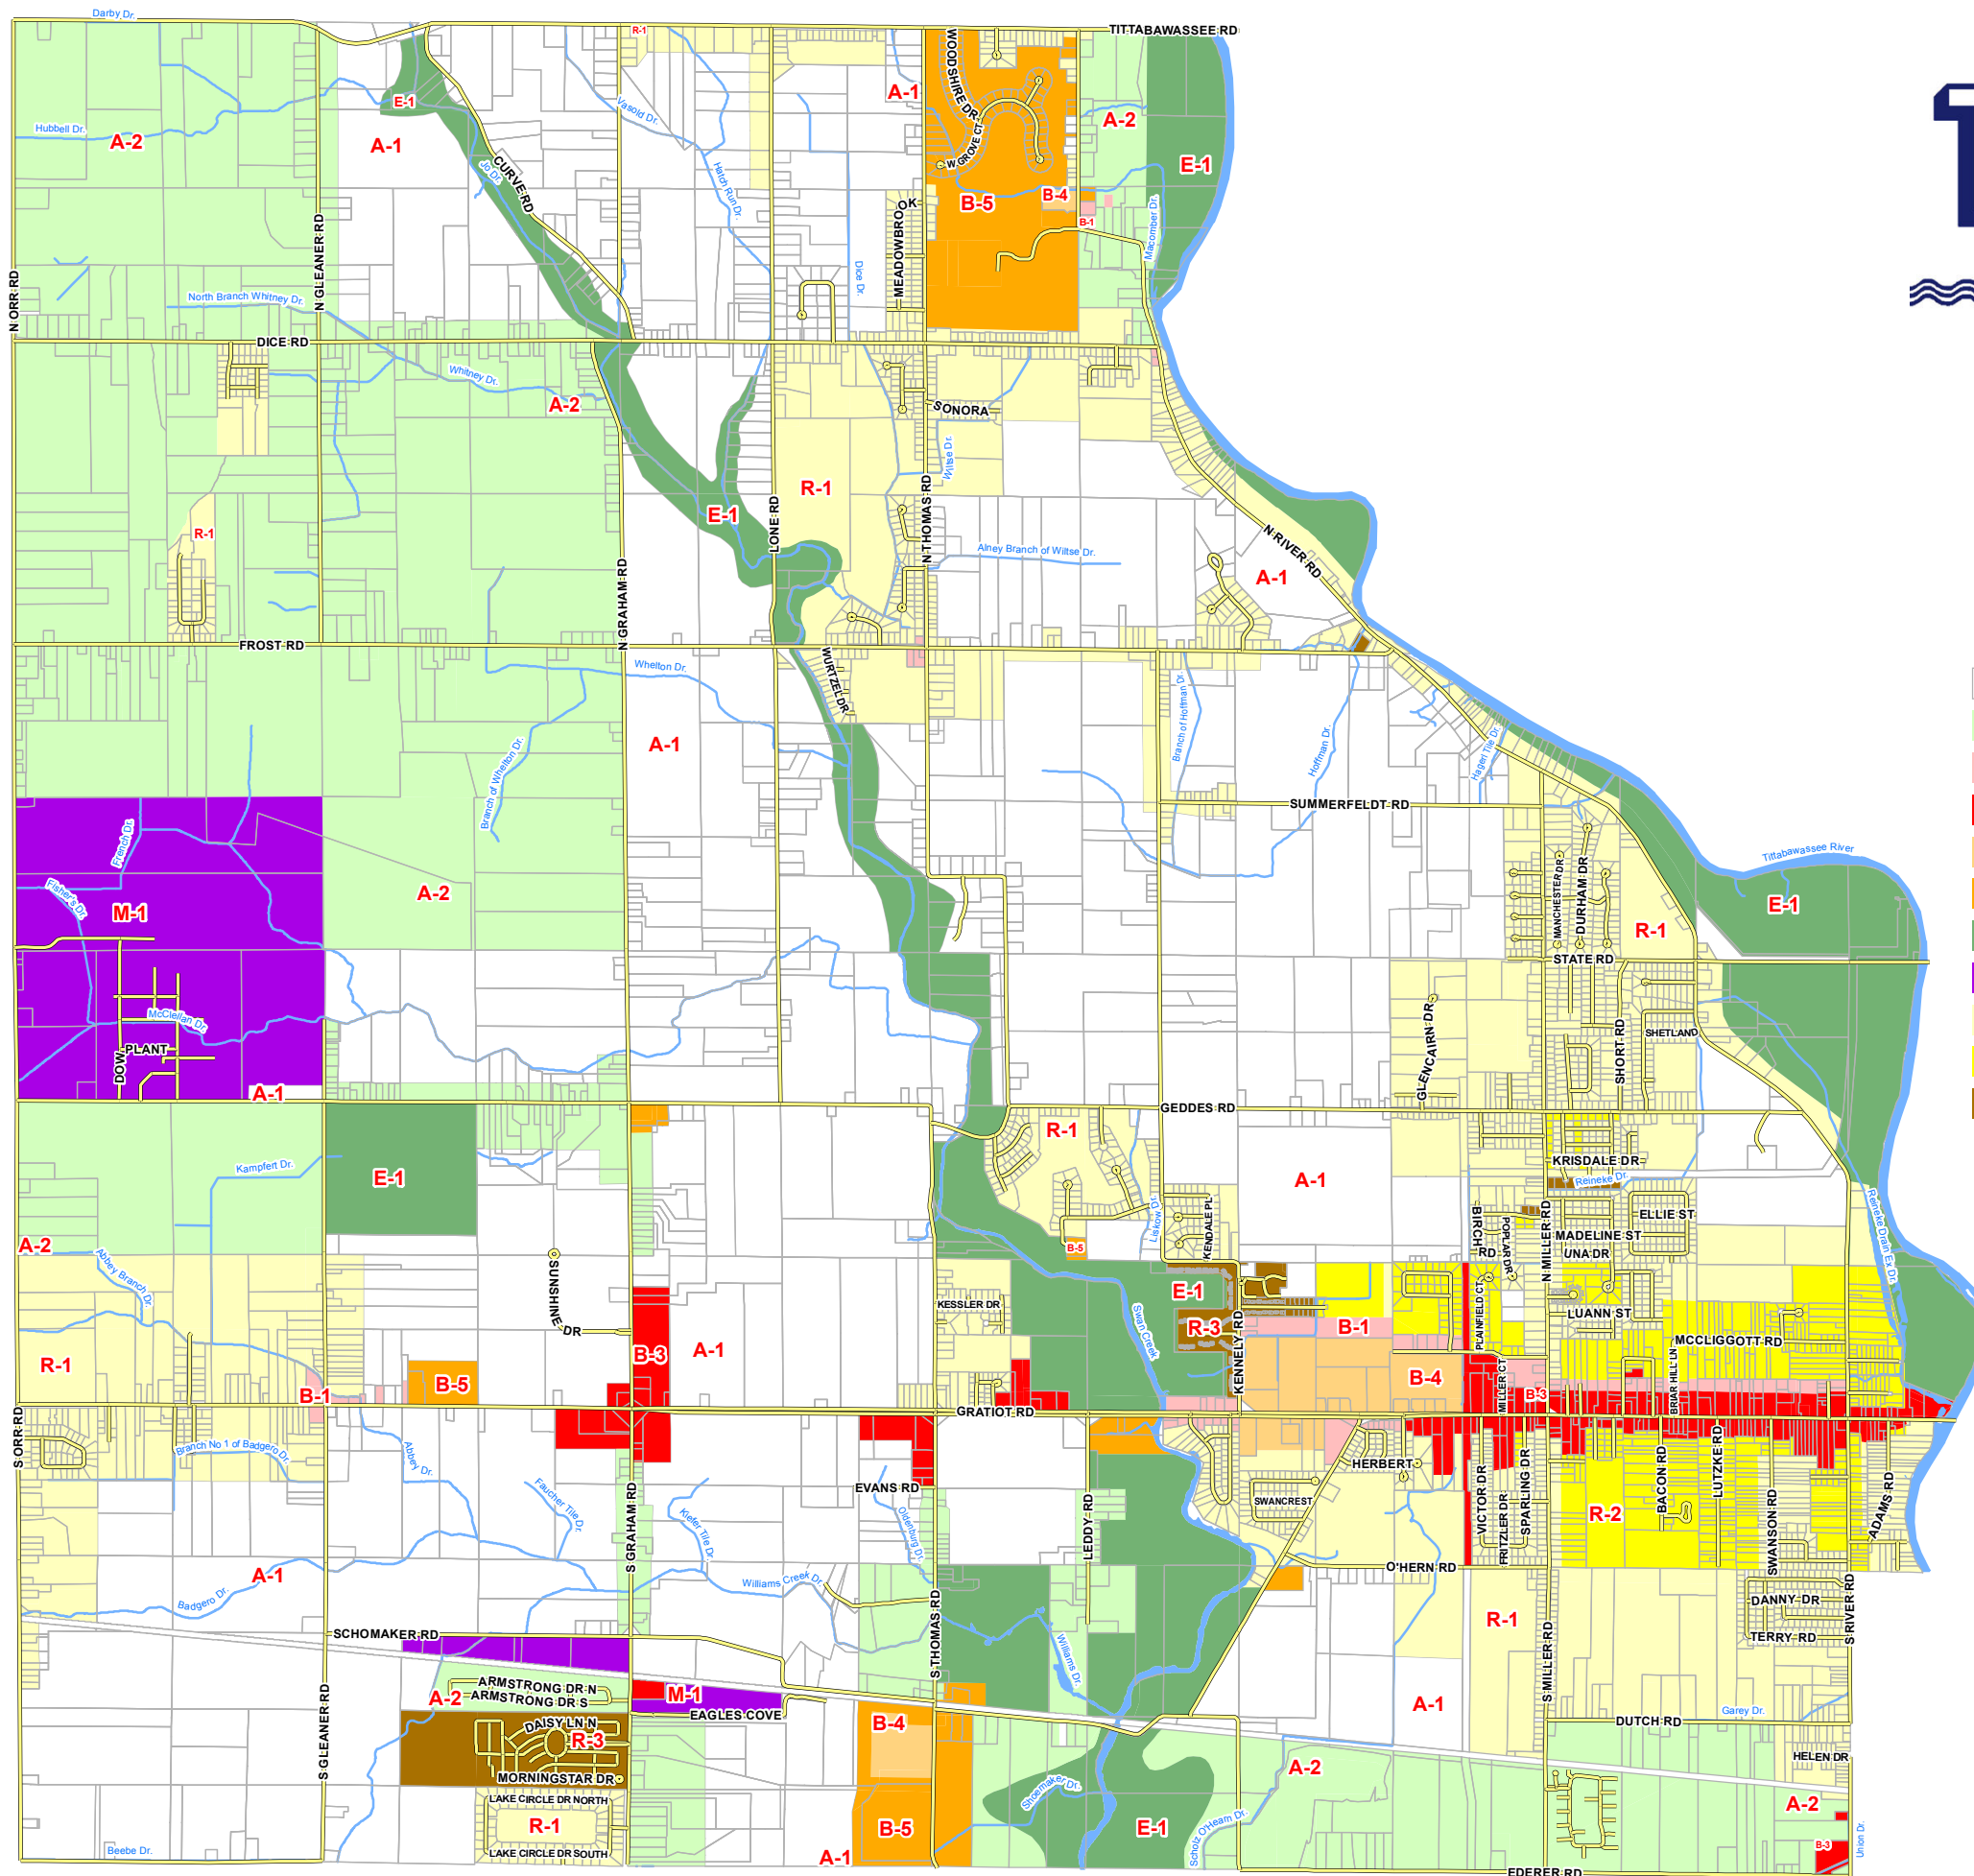 Darby Dr.
TITTABAWASSEE RD
R-1
WOODSHIRE DR
A-1
E-1
Vasold Dr.
A-2
Hubbell Dr.
A-2
A-1
W GROVE CT
E-1
Jo Dr.
CURVE RD
Hatch Run Dr.
B-5
B-4
B-1
MEADOWBROOK
Macomber Dr.
N ORR RD
N GLEANER RD
Dice Dr.
North Branch Whitney Dr.
DICE RD
Whitney Dr.
A-2
SONORA
Wiltse Dr.
R-1
E-1
LONE RD
N THOMAS RD
R-1
N RIVER RD
Alney Branch of Wiltse Dr.
A-1
N GRAHAM RD
FROST RD
Whelton Dr.
WURTZEL DR
Branch of Hoffman Dr.
Hoffman Dr.
Hagen Tile Dr.
A-1
Branch of Whelton Dr.
SUMMERFELDT RD
French Dr.
Tittabawassee River
MANCHESTER DR
DURHAM DR
Fisher's Dr.
A-2
M-1
E-1
R-1
STATE RD
McClellan Dr.
GLENCAIRN DR
SHORT RD
SHETLAND
DOW
PLANT
A-1
GEDDES RD
R-1
KRISDALE DR
Kampfert Dr.
E-1
A-1
Reineke Dr.
Reineke Drain Ex Dr.
Liskow Dr.
KENDALE PL
BIRCH RD
POPLAR DR
N MILLER RD
ELLIE ST
MADELINE ST
UNA DR
A-2
B-5
Abbey Branch Dr.
SUNSHINE DR
E-1
KESSLER DR
Swan Creek
R-3
KENNELY RD
B-1
PLAINFIELD CT
LUANN ST
MCCLIGGOTT RD
R-1
B-3
A-1
B-5
B-1
B-4
MILLER CT
B-3
BRIAR HILL LN
GRATIOT RD
S ORR RD
Branch No 1 of Badgero Dr.
Abbey Dr.
HERBERT
Faucher Tile Dr.
EVANS RD
SWANCREST
VICTOR DR
FRITZLER DR
SPARLING DR
BACON RD
LUTZKE RD
SWANSON RD
ADAMS RD
Kiefer Tile Dr.
Oldenburg Dr.
LEDDY RD
R-2
S GRAHAM RD
A-1
Badgero Dr.
Williams Creek Dr.
O'HERN RD
S THOMAS RD
R-1
DANNY DR
TERRY RD
S RIVER RD
S MILLER RD
SCHOMAKER RD
Williams Dr.
ARMSTRONG DR N
ARMSTRONG DR S
A-2
M-1
A-1
EAGLES COVE
Garey Dr.
S GLEANER RD
DAISY LN N
R-3
B-4
DUTCH RD
HELEN DR
MORNINGSTAR DR
A-2
Shoemaker Dr.
LAKE CIRCLE DR NORTH
R-1
LAKE CIRCLE DR SOUTH
B-5
E-1
Scholz O'Hearn Dr.
A-2
B-3
Union Dr.
Beebe Dr.
A-1
EDERER RD